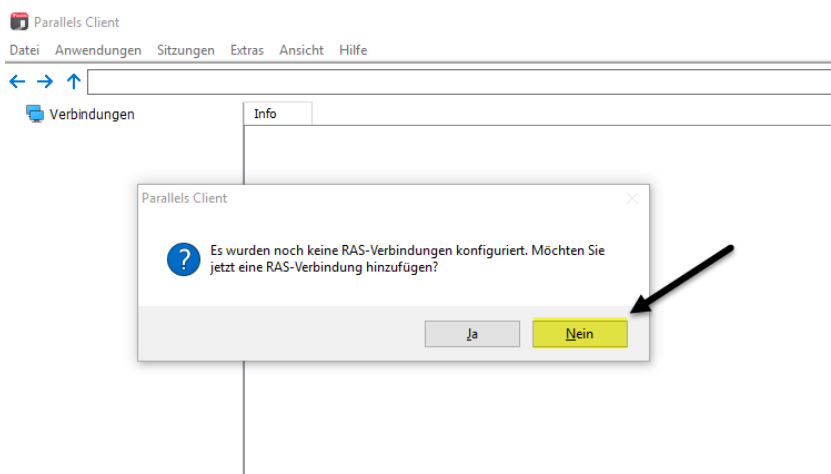 Parallels Client
Datei Anwendungen Sitzungen Extras Ansicht Hilfe
Verbindungen
Info
Parallels Client
Es wurden noch keine RAS-Verbindungen konfiguriert. Möchten Sie
jetzt eine RAS-Verbindung hinzufügen?
Ja
Nein